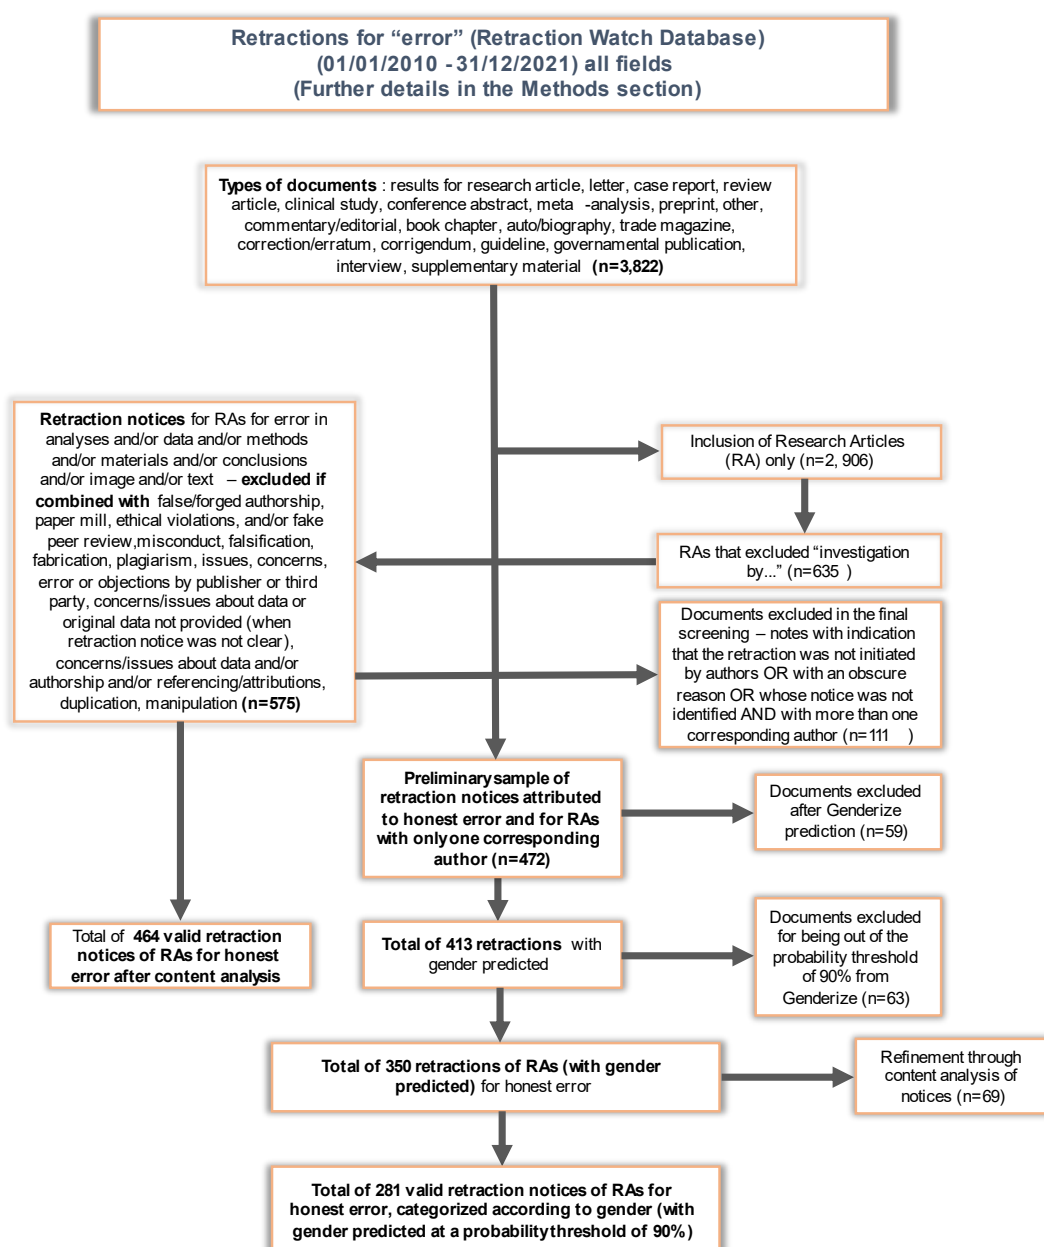 Retractions for “error” (Retraction Watch Database)
(01/01/2010 - 31/12/2021) all fields
(Further details in the Methods section)
Types of documents : results for research article, letter, case report, review
article, clinical study, conference abstract, meta -analysis, preprint, other,
commentary/editorial, book chapter, auto/biography, trade magazine,
correction/erratum, corrigendum, guideline, governamental publication,
interview, supplementary material (n=3,822)
Retraction notices for RAs for error in
analyses and/or data and/or methods
and/or materials and/or conclusions
and/or image and/or text – excluded if
combined with false/forged authorship,
paper mill, ethical violations, and/or fake
peer review,misconduct, falsification,
fabrication, plagiarism, issues, concerns,
error or objections by publisher or third
party, concerns/issues about data or
original data not provided (when
retraction notice was not clear),
concerns/issues about data and/or
authorship and/or referencing/attributions,
duplication, manipulation (n=575)
Inclusion of Research Articles
(RA) only (n=2, 906)
RAs that excluded “investigation
by...” (n=635 )
Documents excluded in the final
screening – notes with indication
that the retraction was not initiated
by authors OR with an obscure
reason OR whose notice was not
identified AND with more than one
corresponding author (n=111 )
Preliminary sample of
retraction notices attributed
to honest error and for RAs
with only one corresponding
author (n=472)
Documents excluded
after Genderize
prediction (n=59)
Total of 464 valid retraction
notices of RAs for honest
error after content analysis
Total of 413 retractions with
gender predicted
Documents excluded
for being out of the
probability threshold
of 90% from
Genderize (n=63)
Total of 350 retractions of RAs (with gender
predicted) for honest error
Refinement through
content analysis of
notices (n=69)
Total of 281 valid retraction notices of RAs for
honest error, categorized according to gender (with
gender predicted at a probability threshold of 90%)